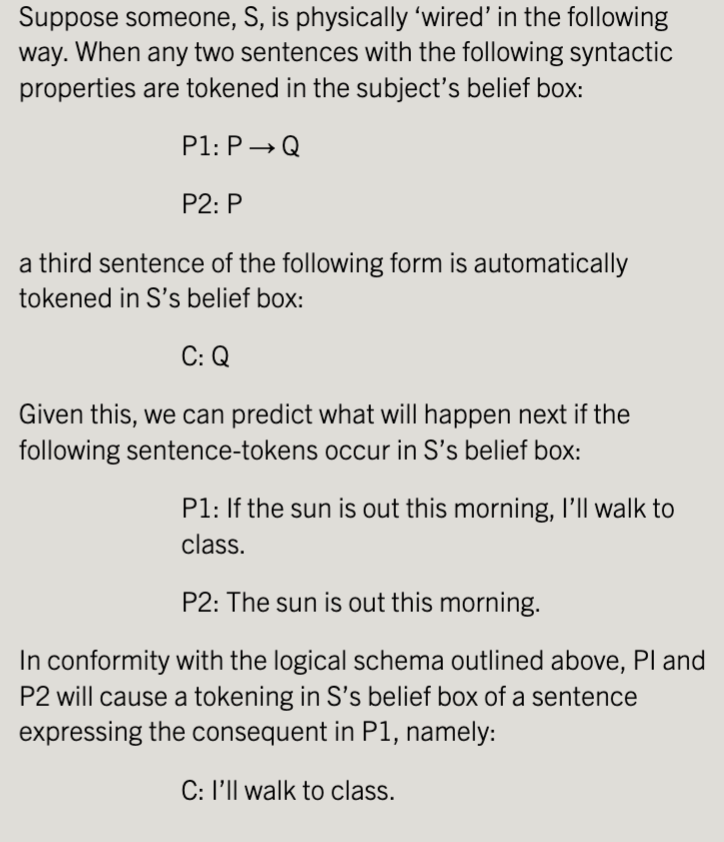 Suppose someone, S, is physically ‘wired’ in the following
way. When any two sentences with the following syntactic
properties are tokened in the subject’s belief box:
P1: P → Q
P2: P
a third sentence of the following form is automatically
tokened in S’s belief box:
C: Q
Given this, we can predict what will happen next if the
following sentence-tokens occur in S’s belief box:
P1: If the sun is out this morning, I’ll walk to
class.
P2: The sun is out this morning.
In conformity with the logical schema outlined above, PI and
P2 will cause a tokening in S’s belief box of a sentence
expressing the consequent in P1, namely:
C: I’ll walk to class.